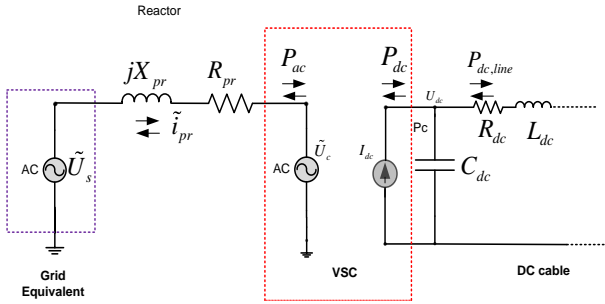 Reactor
jX_pr
R_pr
P_ac
P_dc
P_dc,line
ĩ_pr
U_dc
R_dc
L_dc
AC
Ũ_s
AC
Ũ_c
I_dc
Pc
C_dc
Grid
Equivalent
VSC
DC cable